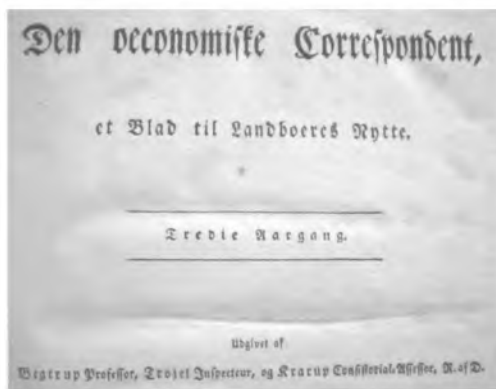 Den oeconomiske Correspondent,
et Blad til Landboeres Nytte.
Tredie Aargang.
Udgivet af
Begtrup Professor, Trojel Inspecteur, og Krarup Consistorial-Assessor, R. af D.